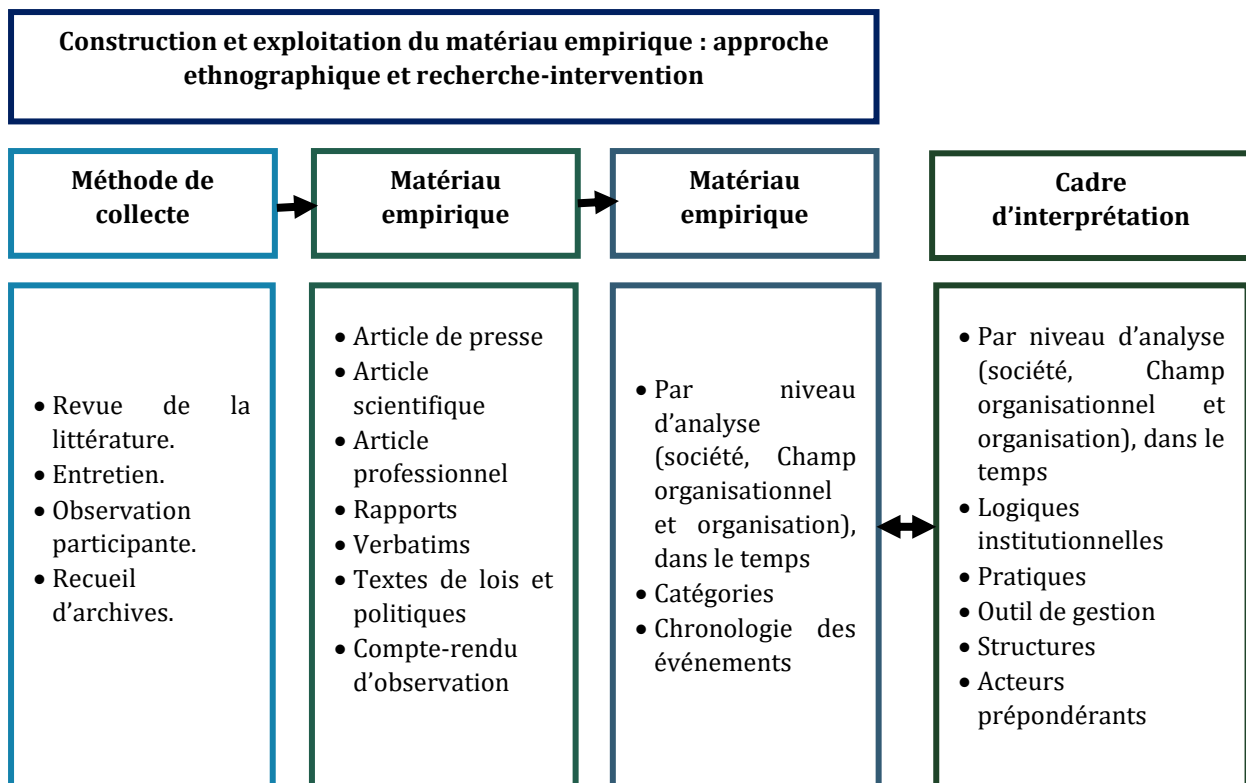 Construction et exploitation du matériau empirique : approche
ethnographique et recherche-intervention
Méthode de
collecte
Matériau
empirique
Matériau
empirique
Cadre
d’interprétation
• Revue de la
littérature.
• Entretien.
• Observation
participante.
• Recueil
d’archives.
• Article de presse
• Article
scientifique
• Article
professionnel
• Rapports
• Verbatims
• Textes de lois et
politiques
• Compte-rendu
d’observation
• Par niveau
d’analyse
(société, Champ
organisationnel
et organisation),
dans le temps
• Catégories
• Chronologie des
événements
• Par niveau d’analyse
(société, Champ
organisationnel et
organisation), dans le
temps
• Logiques
institutionnelles
• Pratiques
• Outil de gestion
• Structures
• Acteurs
prépondérants